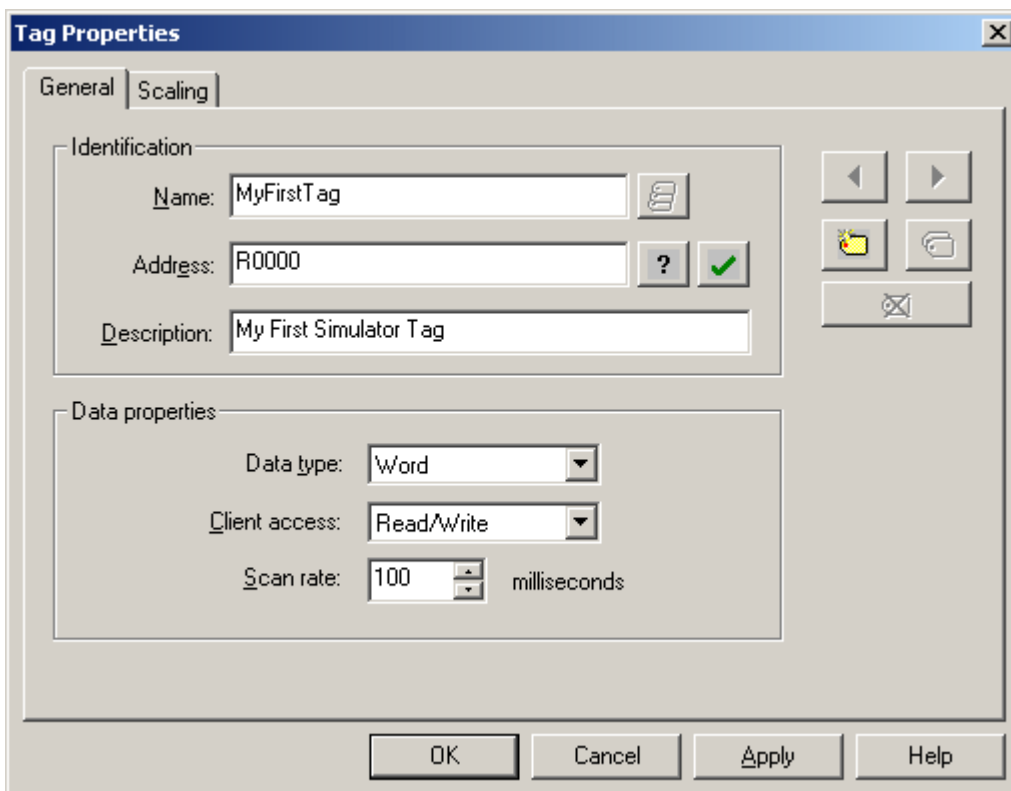 Tag Properties
General Scaling
Identification
Name: MyFirstTag
Address: R0000 ?
Description: My First Simulator Tag
Data properties
Data type: Word
Client access: Read/Write
Scan rate: 100 milliseconds
OK Cancel Apply Help